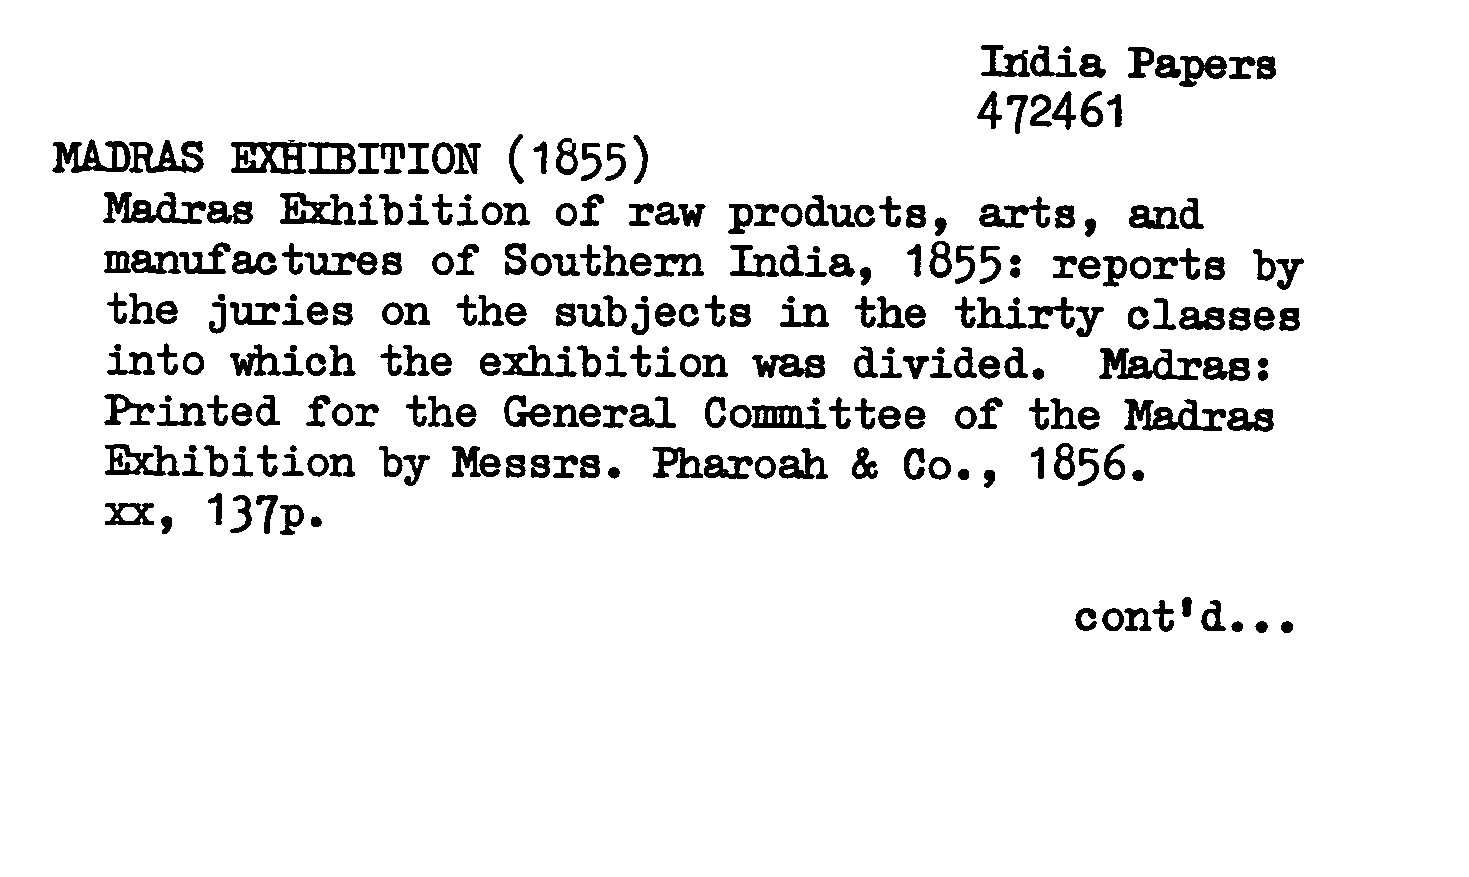 India Papers
472461
MADRAS EXHIBITION (1855)
Madras Exhibition of raw products, arts, and
manufactures of Southern India, 1855: reports by
the juries on the subjects in the thirty classes
into which the exhibition was divided.  Madras:
Printed for the General Committee of the Madras
Exhibition by Messrs. Pharoah & Co., 1856.
xx, 137p.
cont'd...